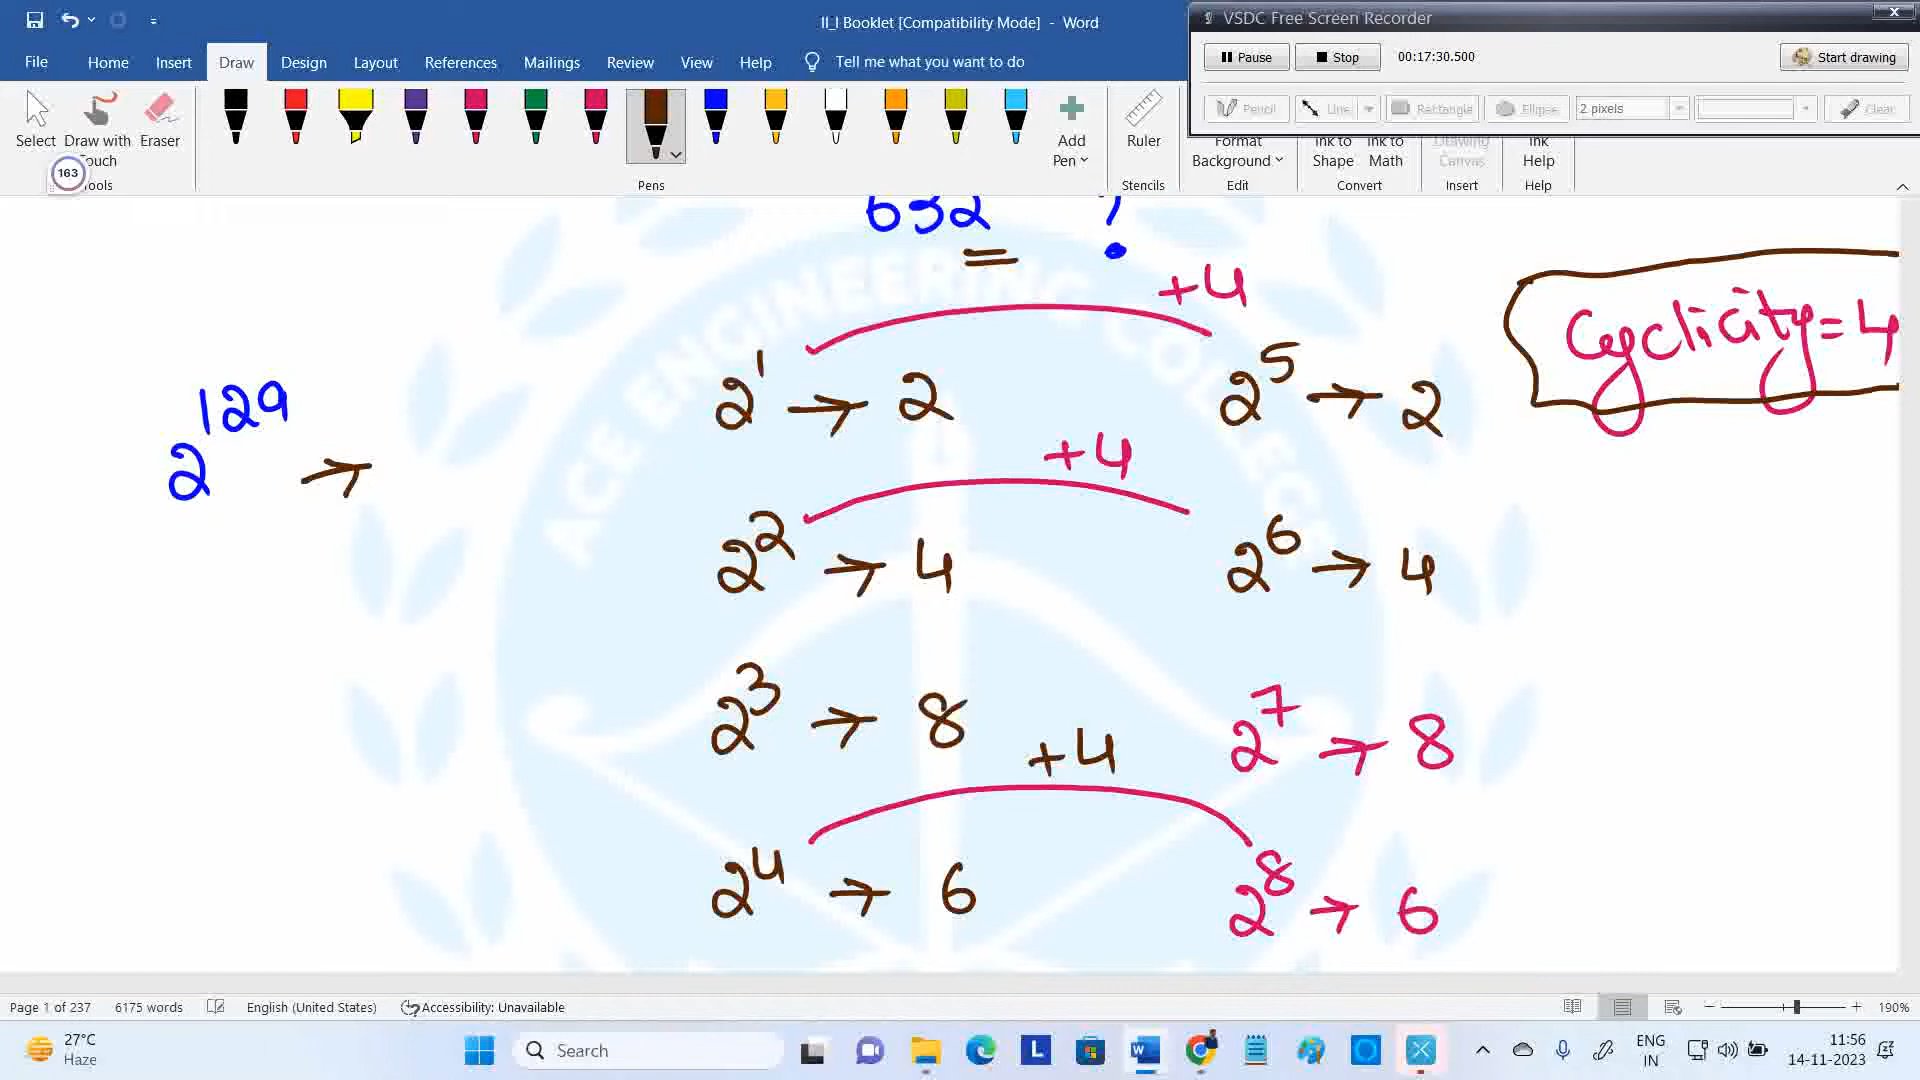 II_I Booklet [Compatibility Mode] - Word
VSDC Free Screen Recorder
File Home Insert Draw Design Layout References Mailings Review View Help Tell me what you want to do
Pause Stop 00:17:30.500 Start drawing
Pencil Line Rectangle Ellipse 2 pixels Clear
Select Draw with Touch Eraser Add Pen Ruler Format Background Ink to Shape Ink to Math Drawing Canvas Ink Help
163
Tools Pens Stencils Edit Convert Insert Help
632 ?
ACE ENGINEERING COLLEGE
+4
Cyclicity = 4
2^1 → 2 2^5 → 2
2^129 →
+4
2^2 → 4 2^6 → 4
2^3 → 8 2^7 → 8
+4
2^4 → 6 2^8 → 6
Page 1 of 237 6175 words English (United States) Accessibility: Unavailable 190%
27°C
Haze
Search
ENG
IN
11:56
14-11-2023